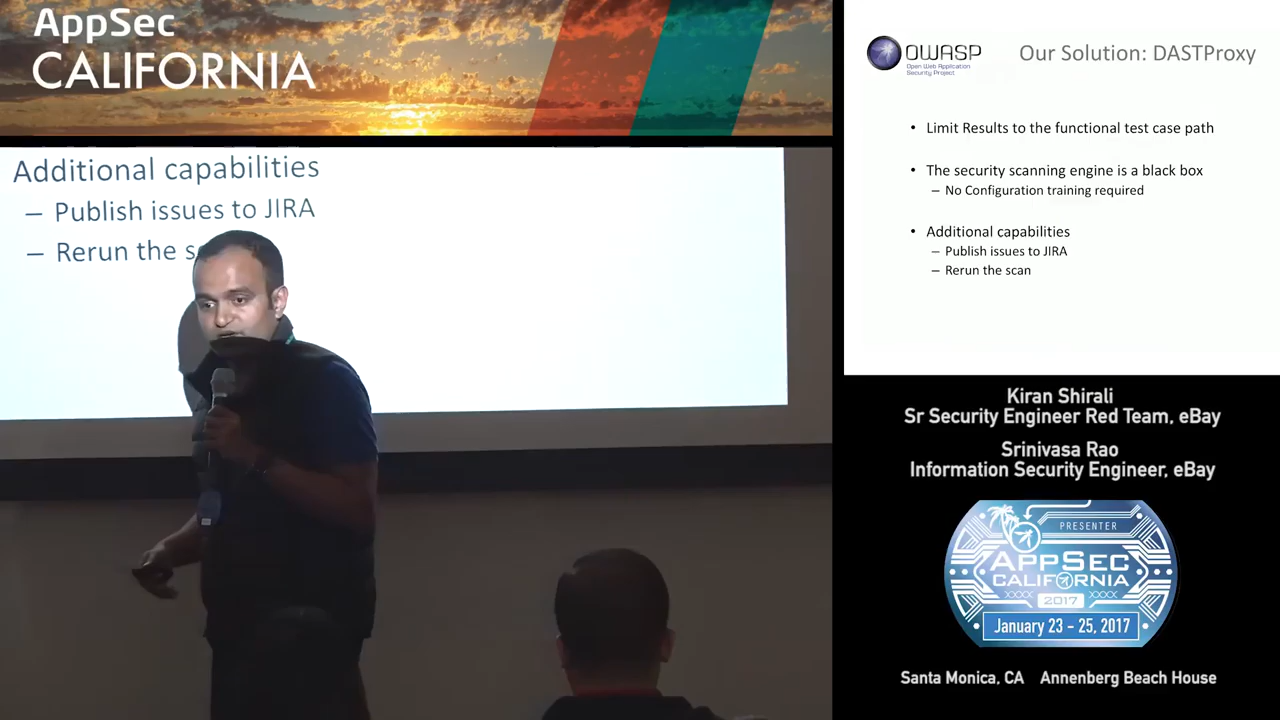 AppSec
CALIFORNIA
Additional capabilities
– Publish issues to JIRA
– Rerun the s
OWASP
Open Web Application
Security Project
Our Solution: DASTProxy
• Limit Results to the functional test case path
• The security scanning engine is a black box
– No Configuration training required
• Additional capabilities
– Publish issues to JIRA
– Rerun the scan
Kiran Shirali
Sr Security Engineer Red Team, eBay
Srinivasa Rao
Information Security Engineer, eBay
PRESENTER
APPSEC
CALIFORNIA
2017
January 23 - 25, 2017
Santa Monica, CA Annenberg Beach House